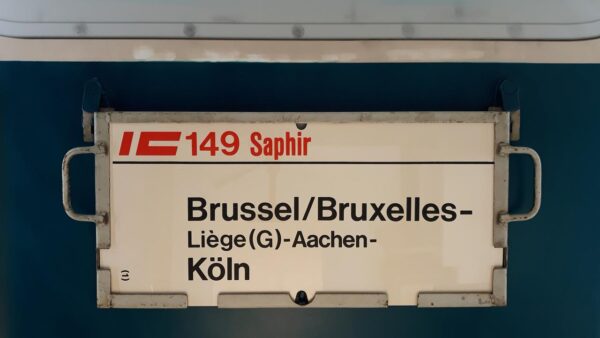 IC 149 Saphir
Brussel/Bruxelles-
Liège(G)-Aachen-
Köln